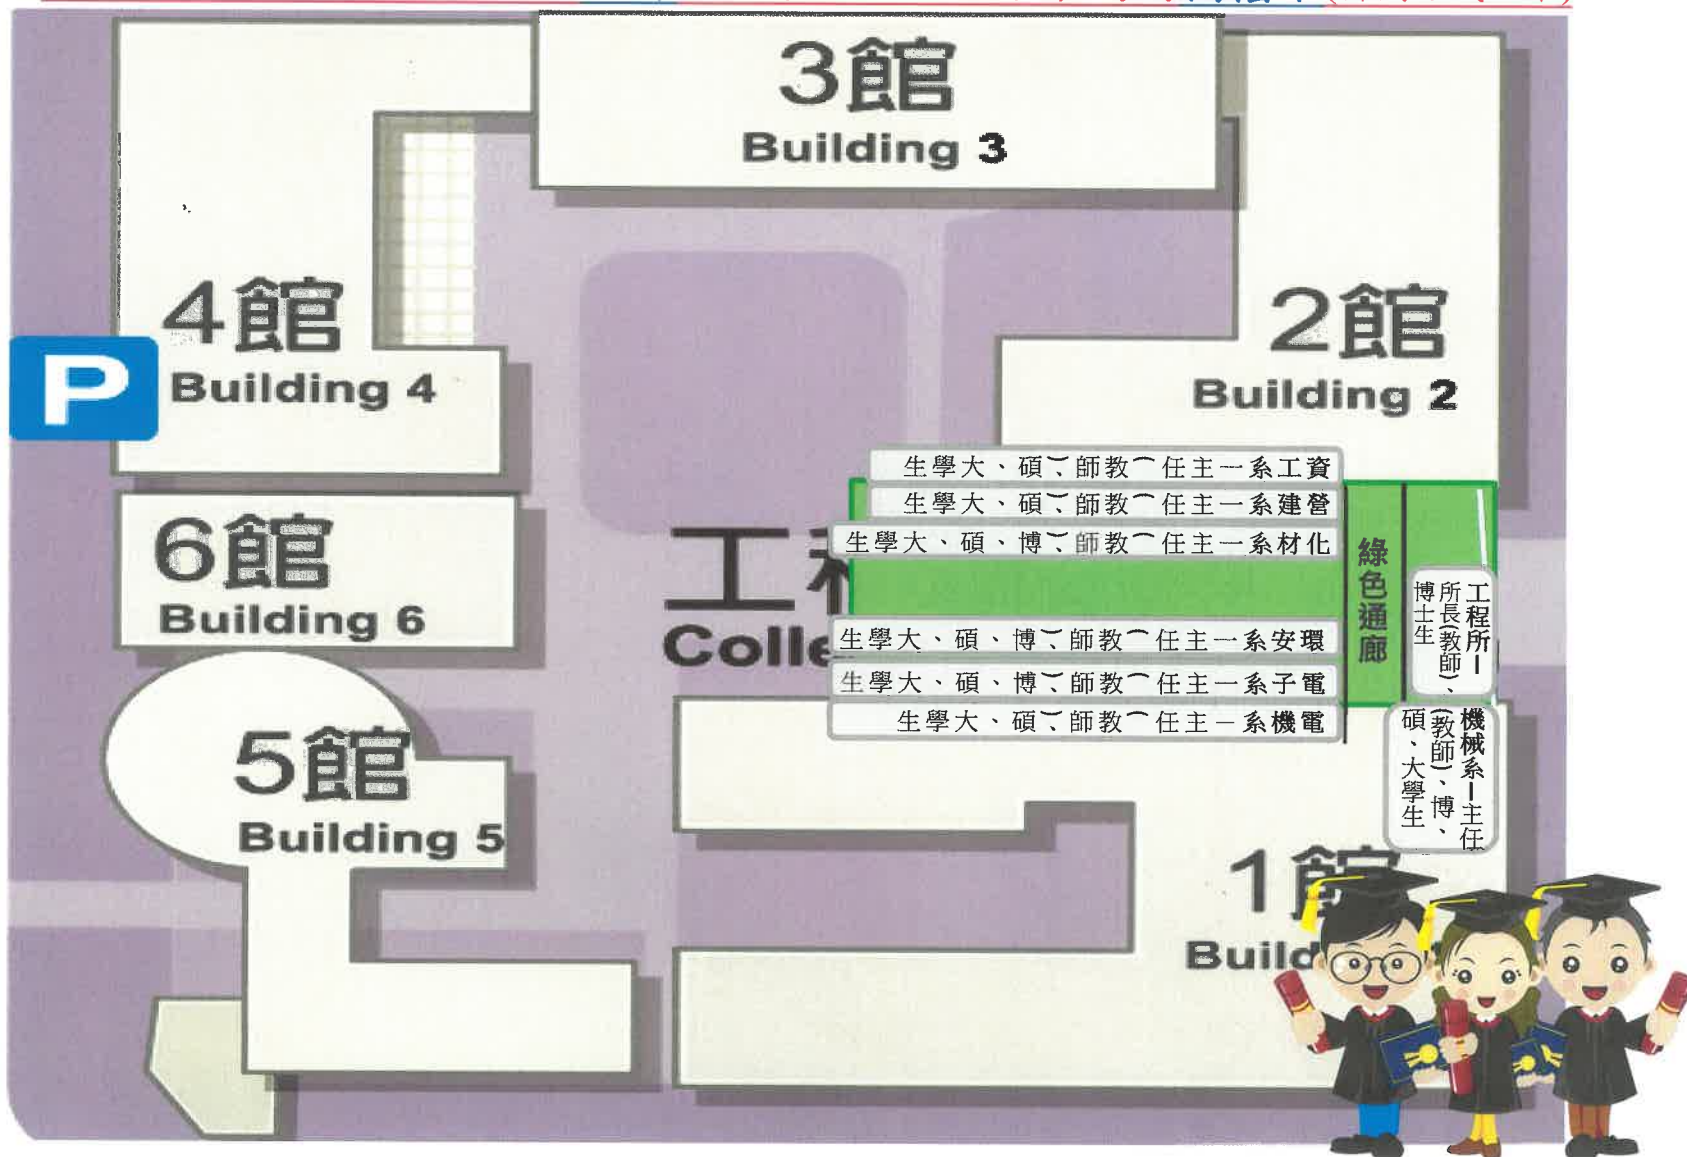 3館
Building 3
4館
Building 4
P
2館
Building 2
資工系一主任(教師)、碩、大學生
營建系一主任(教師)、碩、大學生
化材系一主任(教師)、博、碩、大學生
環安系一主任(教師)、博、碩、大學生
電子系一主任(教師)、博、碩、大學生
電機系－主任(教師)、碩、大學生
綠色通廊
工程所-
所長(教師)、
博士生
機械系-主任
(教師)、博、
碩、大學生
6館
Building 6
工
Colle
5館
Building 5
1館
Build